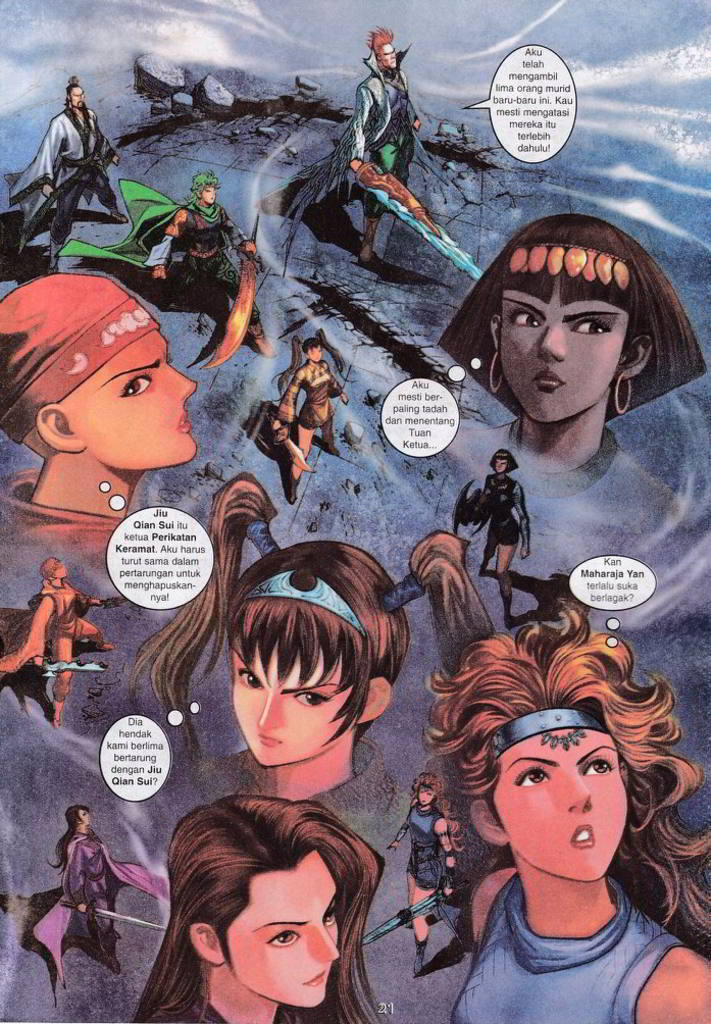 Aku
telah
mengambil
lima orang murid
baru-baru ini. Kau
mesti mengatasi
mereka itu
terlebih
dahulu!
Aku
mesti ber-
paling tadah
dan menentang
Tuan
Ketua...
Jiu
Qian Sui itu
ketua Perikatan
Keramat. Aku harus
turut sama dalam
pertarungan untuk
menghapuskan-
nya!
Kan
Maharaja Yan
terlalu suka
berlagak?
Dia
hendak
kami berlima
bertarung
dengan Jiu
Qian Sui?
21